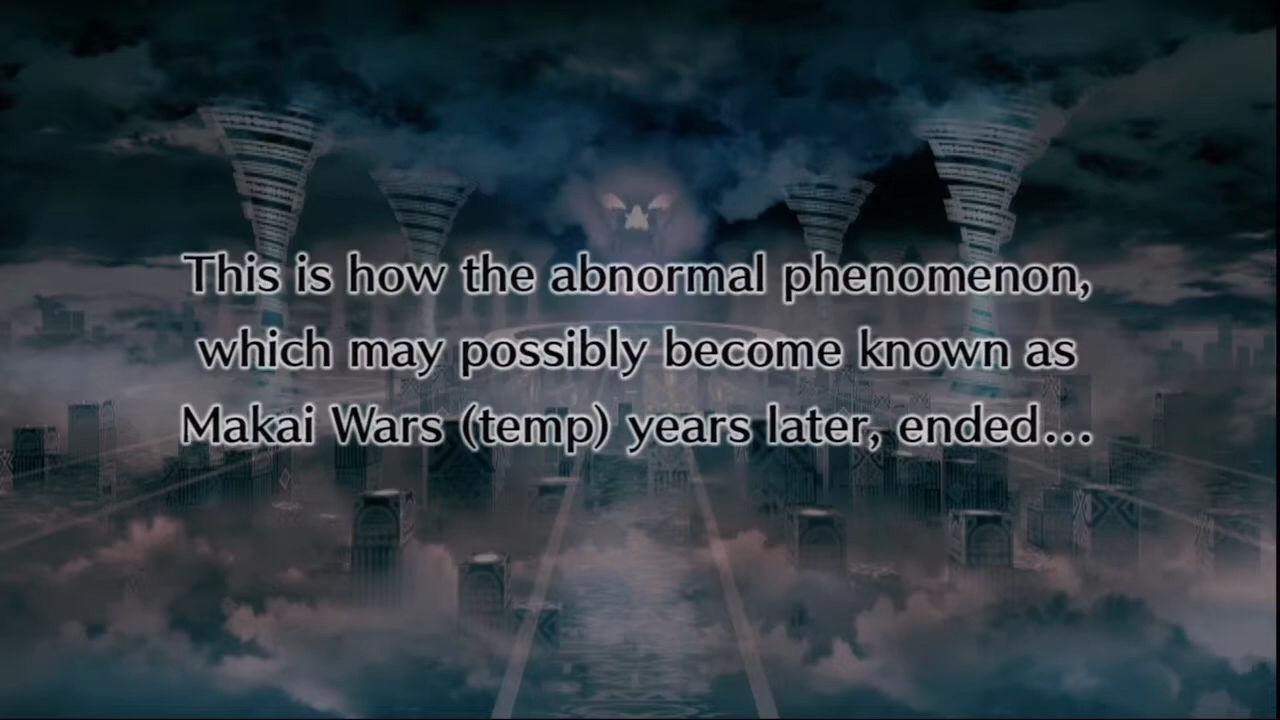 This is how the abnormal phenomenon,
which may possibly become known as
Makai Wars (temp) years later, ended...